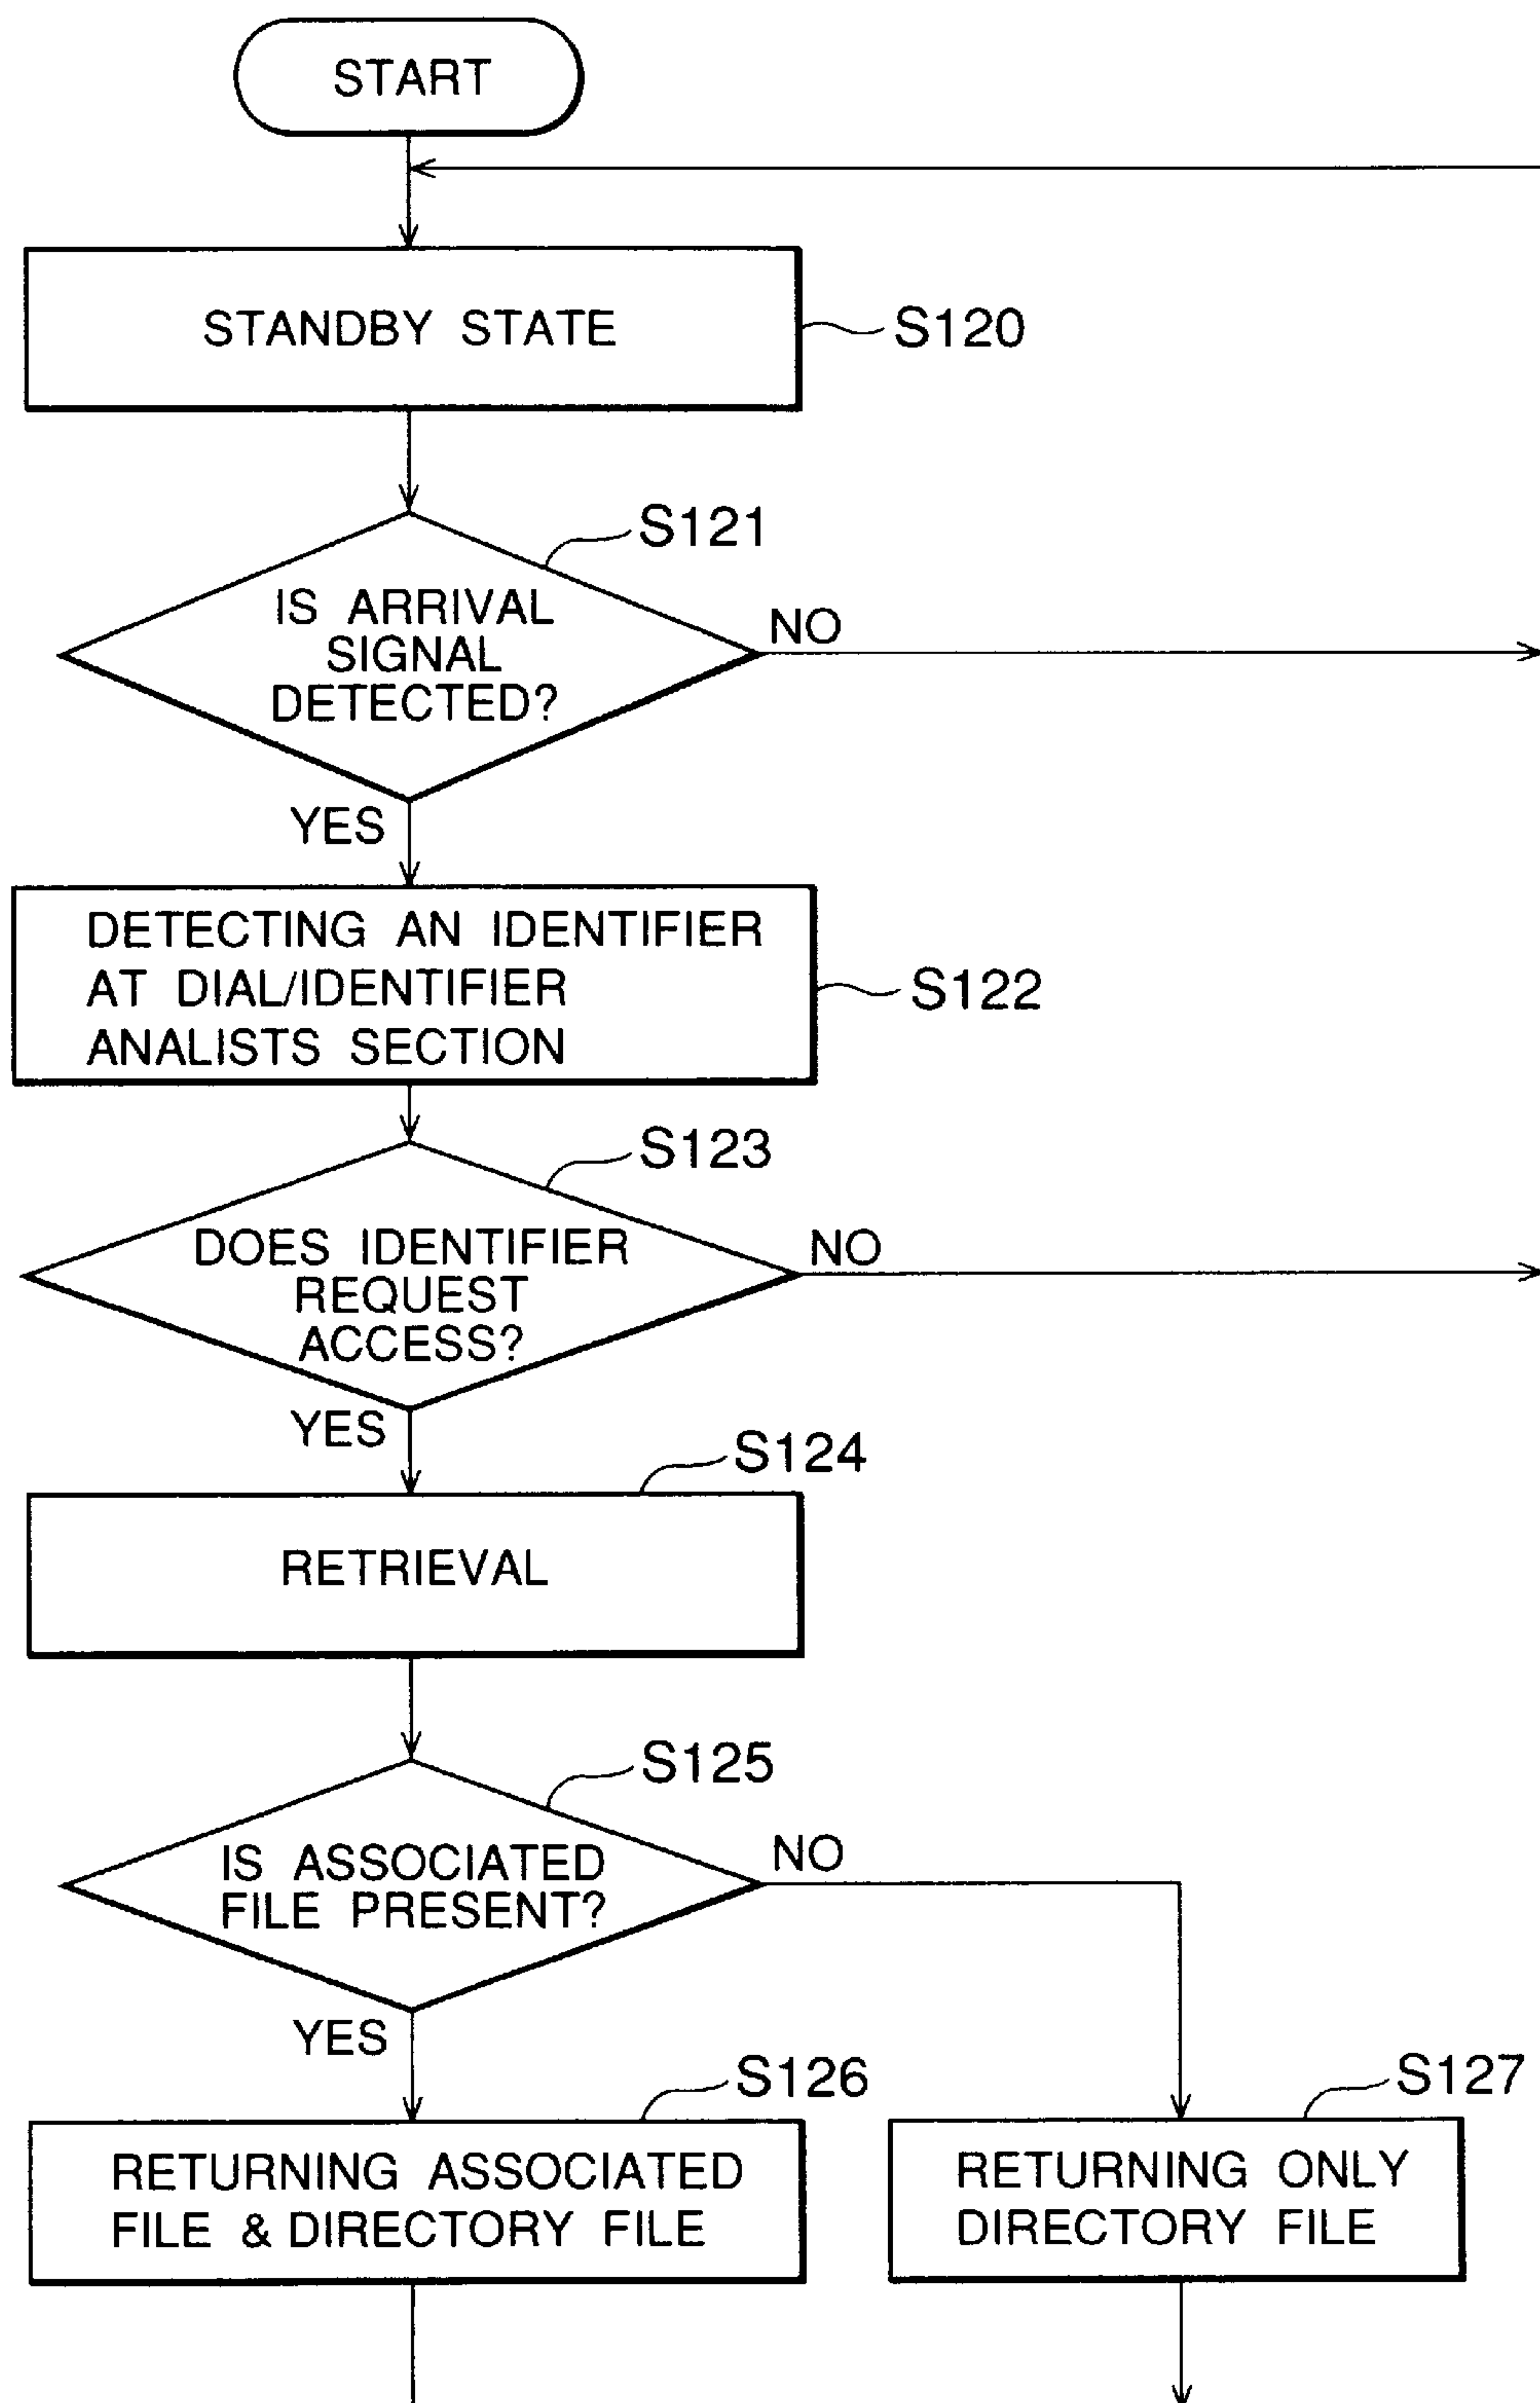 START
STANDBY STATE
S120
S121
IS ARRIVAL
SIGNAL
DETECTED?
NO
YES
DETECTING AN IDENTIFIER
AT DIAL/IDENTIFIER
ANALISTS SECTION
S122
S123
DOES IDENTIFIER
REQUEST
ACCESS?
NO
YES
S124
RETRIEVAL
S125
IS ASSOCIATED
FILE PRESENT?
NO
YES
S126
RETURNING ASSOCIATED
FILE & DIRECTORY FILE
S127
RETURNING ONLY
DIRECTORY FILE